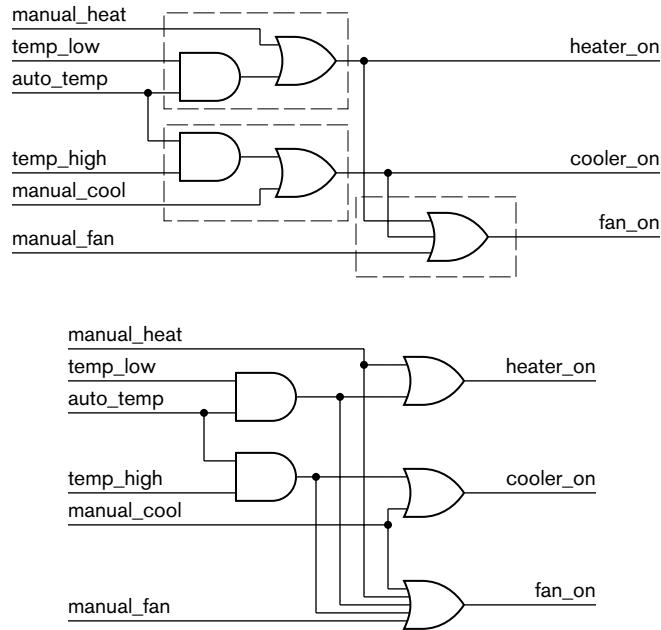 manual_heat
temp_low
heater_on
auto_temp
temp_high
cooler_on
manual_cool
fan_on
manual_fan
manual_heat
temp_low
heater_on
auto_temp
temp_high
cooler_on
manual_cool
fan_on
manual_fan